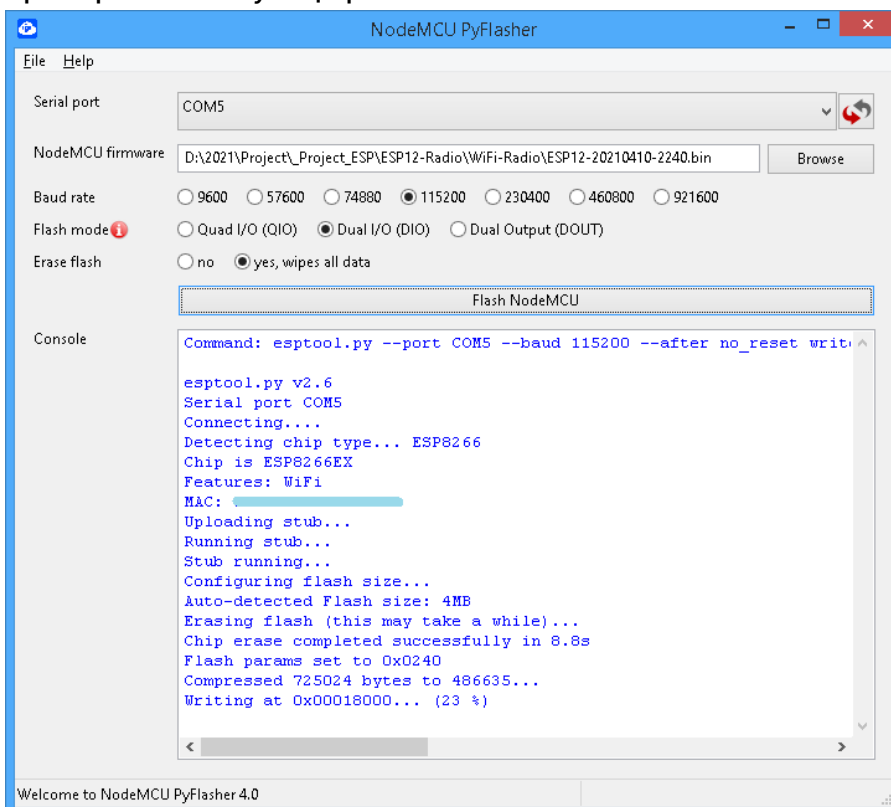 NodeMCU PyFlasher
File Help
Serial port COM5
NodeMCU firmware D:\2021\Project\_Project_ESP\ESP12-Radio\WiFi-Radio\ESP12-20210410-2240.bin Browse
Baud rate 9600 57600 74880 115200 230400 460800 921600
Flash mode Quad I/O (QIO) Dual I/O (DIO) Dual Output (DOUT)
Erase flash no yes, wipes all data
Flash NodeMCU
Console
Command: esptool.py --port COM5 --baud 115200 --after no_reset write
esptool.py v2.6
Serial port COM5
Connecting....
Detecting chip type... ESP8266
Chip is ESP8266EX
Features: WiFi
MAC:
Uploading stub...
Running stub...
Stub running...
Configuring flash size...
Auto-detected Flash size: 4MB
Erasing flash (this may take a while)...
Chip erase completed successfully in 8.8s
Flash params set to 0x0240
Compressed 725024 bytes to 486635...
Writing at 0x00018000... (23 %)
Welcome to NodeMCU PyFlasher 4.0